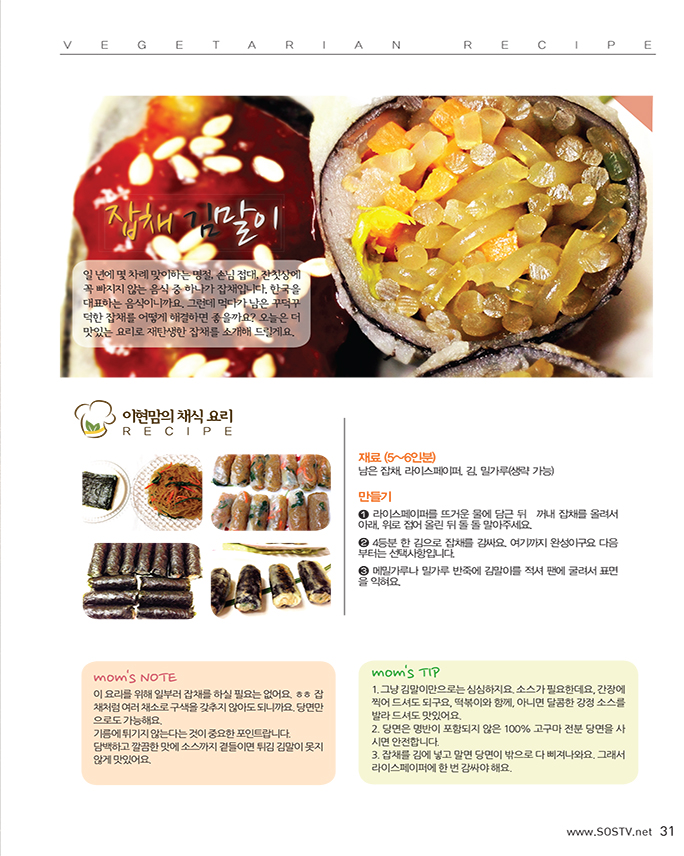 VEGETARIAN RECIPE
잡채 김말이
일 년에 몇 차례 맞이하는 명절, 손님 접대, 잔칫상에
꼭 빠지지 않는 음식 중 하나가 잡채입니다. 한국을
대표하는 음식이니까요. 그런데 먹다가 남은 꾸덕꾸
덕한 잡채를 어떻게 해결하면 좋을까요? 오늘은 더
맛있는 요리로 재탄생한 잡채를 소개해 드릴게요.
이현맘의 채식 요리
RECIPE
재료 (5~6인분)
남은 잡채, 라이스페이퍼, 김, 밀가루(생략 가능)
만들기
❶ 라이스페이퍼를 뜨거운 물에 담근 뒤 꺼내 잡채를 올려서
아래, 위로 접어 올린 뒤 돌 돌 말아주세요.
❷ 4등분 한 김으로 잡채를 감싸요. 여기까지 완성이구요 다음
부터는 선택사항입니다.
❸ 메밀가루나 밀가루 반죽에 김말이를 적셔 팬에 굴려서 표면
을 익혀요.
mom's NOTE
이 요리를 위해 일부러 잡채를 하실 필요는 없어요. ㅎㅎ 잡
채처럼 여러 채소로 구색을 갖추지 않아도 되니까요. 당면만
으로도 가능해요.
기름에 튀기지 않는다는 것이 중요한 포인트랍니다.
담백하고 깔끔한 맛에 소스까지 곁들이면 튀김 김말이 못지
않게 맛있어요.
mom's TIP
1. 그냥 김말이만으로는 심심하지요. 소스가 필요한데요, 간장에
찍어 드셔도 되구요, 떡볶이와 함께, 아니면 달콤한 강정 소스를
발라 드셔도 맛있어요.
2. 당면은 명반이 포함되지 않은 100% 고구마 전분 당면을 사
시면 안전합니다.
3. 잡채를 김에 넣고 말면 당면이 밖으로 다 삐져나와요. 그래서
라이스페이퍼에 한 번 감싸야 해요.
www.SOSTV.net 31